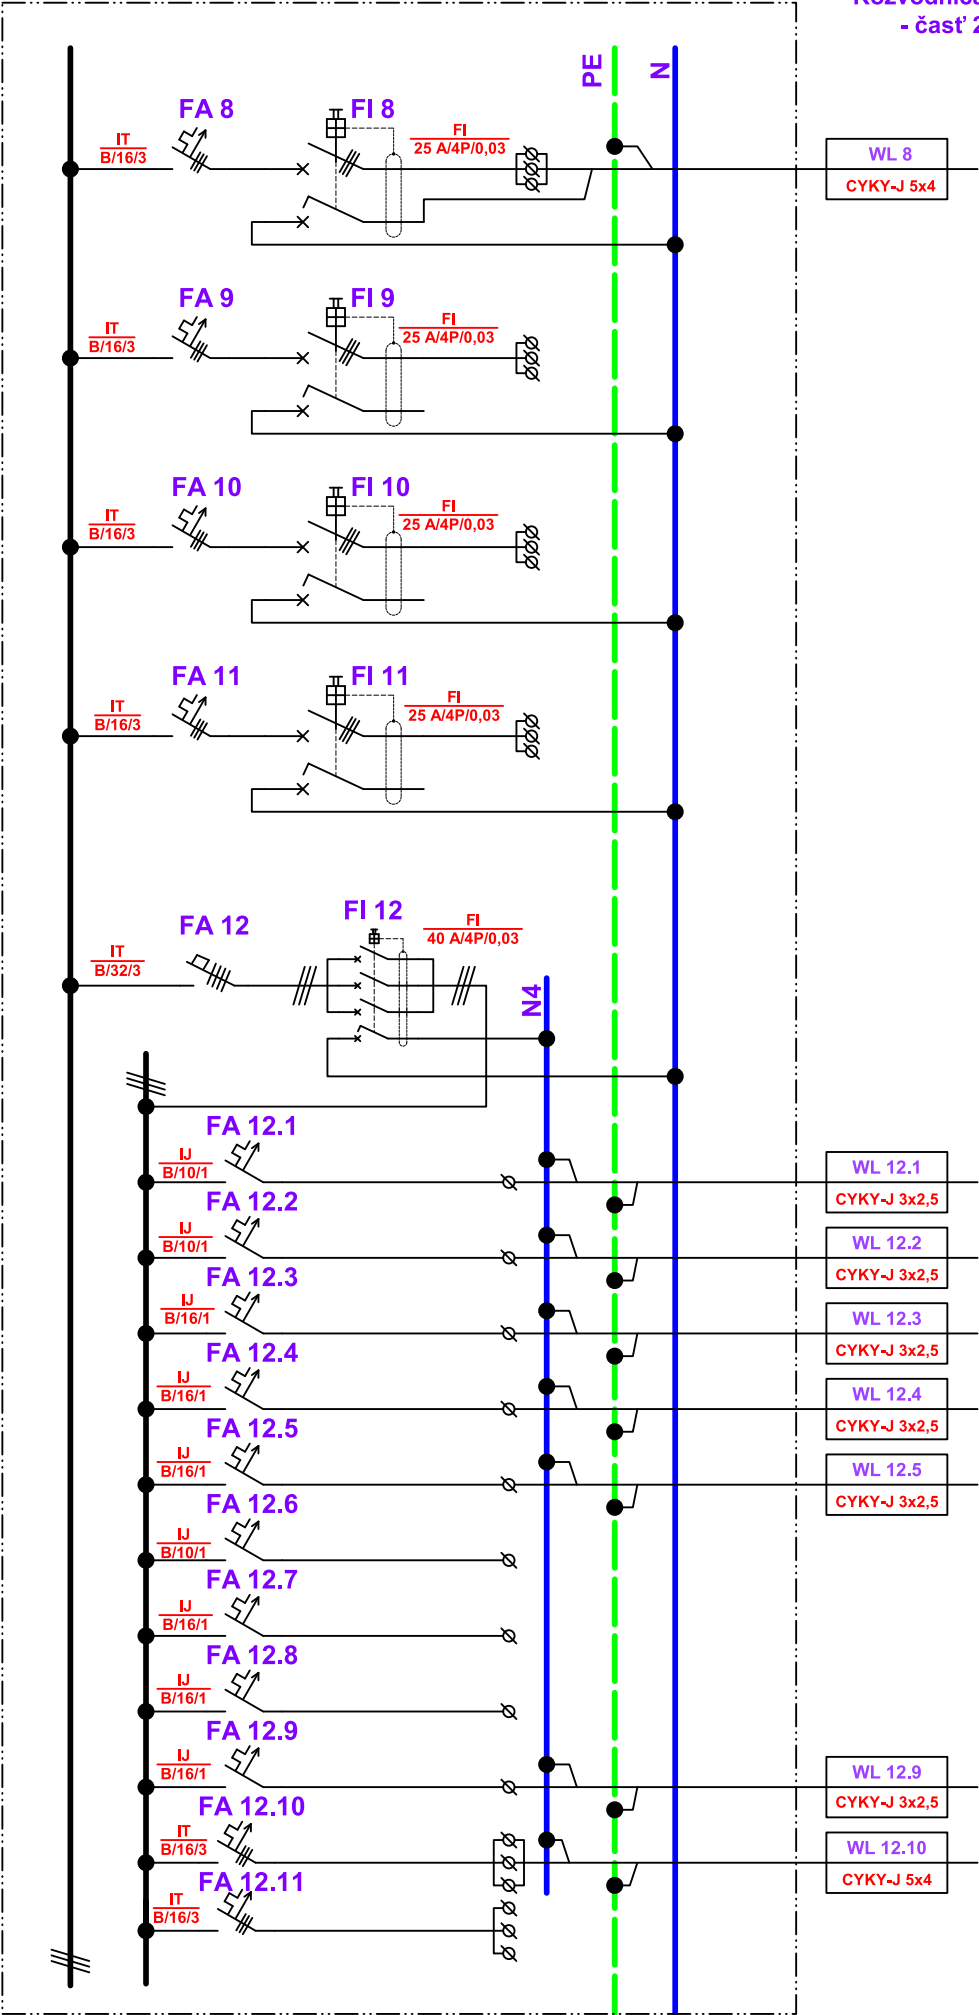 - časť 2
PE
N
FA 8
FI 8
IT
B/16/3
FI
25 A/4P/0,03
WL 8
CYKY-J 5x4
FA 9
FI 9
IT
B/16/3
FI
25 A/4P/0,03
FA 10
FI 10
IT
B/16/3
FI
25 A/4P/0,03
FA 11
FI 11
IT
B/16/3
FI
25 A/4P/0,03
FA 12
FI 12
IT
B/32/3
FI
40 A/4P/0,03
N4
FA 12.1
IJ
B/10/1
WL 12.1
CYKY-J 3x2,5
FA 12.2
IJ
B/10/1
WL 12.2
CYKY-J 3x2,5
FA 12.3
IJ
B/16/1
WL 12.3
CYKY-J 3x2,5
FA 12.4
IJ
B/16/1
WL 12.4
CYKY-J 3x2,5
FA 12.5
IJ
B/16/1
WL 12.5
CYKY-J 3x2,5
FA 12.6
IJ
B/10/1
FA 12.7
IJ
B/16/1
FA 12.8
IJ
B/16/1
FA 12.9
IJ
B/16/1
WL 12.9
CYKY-J 3x2,5
FA 12.10
IT
B/16/3
WL 12.10
CYKY-J 5x4
FA 12.11
IT
B/16/3